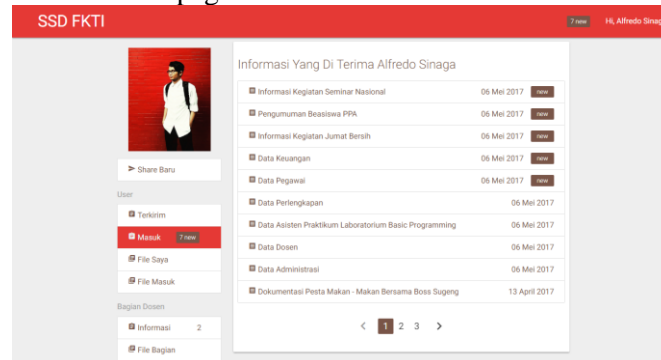 SSD FKTI
7 new
Hi, Alfredo Sinag
Share Baru
User
Terkirim
Masuk 7 new
File Saya
File Masuk
Bagian Dosen
Informasi 2
File Bagian
Informasi Yang Di Terima Alfredo Sinaga
Informasi Kegiatan Seminar Nasional 06 Mei 2017 new
Pengumuman Beasiswa PPA 06 Mei 2017 new
Informasi Kegiatan Jumat Bersih 06 Mei 2017 new
Data Keuangan 06 Mei 2017 new
Data Pegawai 06 Mei 2017 new
Data Perlengkapan 06 Mei 2017
Data Asisten Praktikum Laboratorium Basic Programming 06 Mei 2017
Data Dosen 06 Mei 2017
Data Administrasi 06 Mei 2017
Dokumentasi Pesta Makan - Makan Bersama Boss Sugeng 13 April 2017
< 1 2 3 >